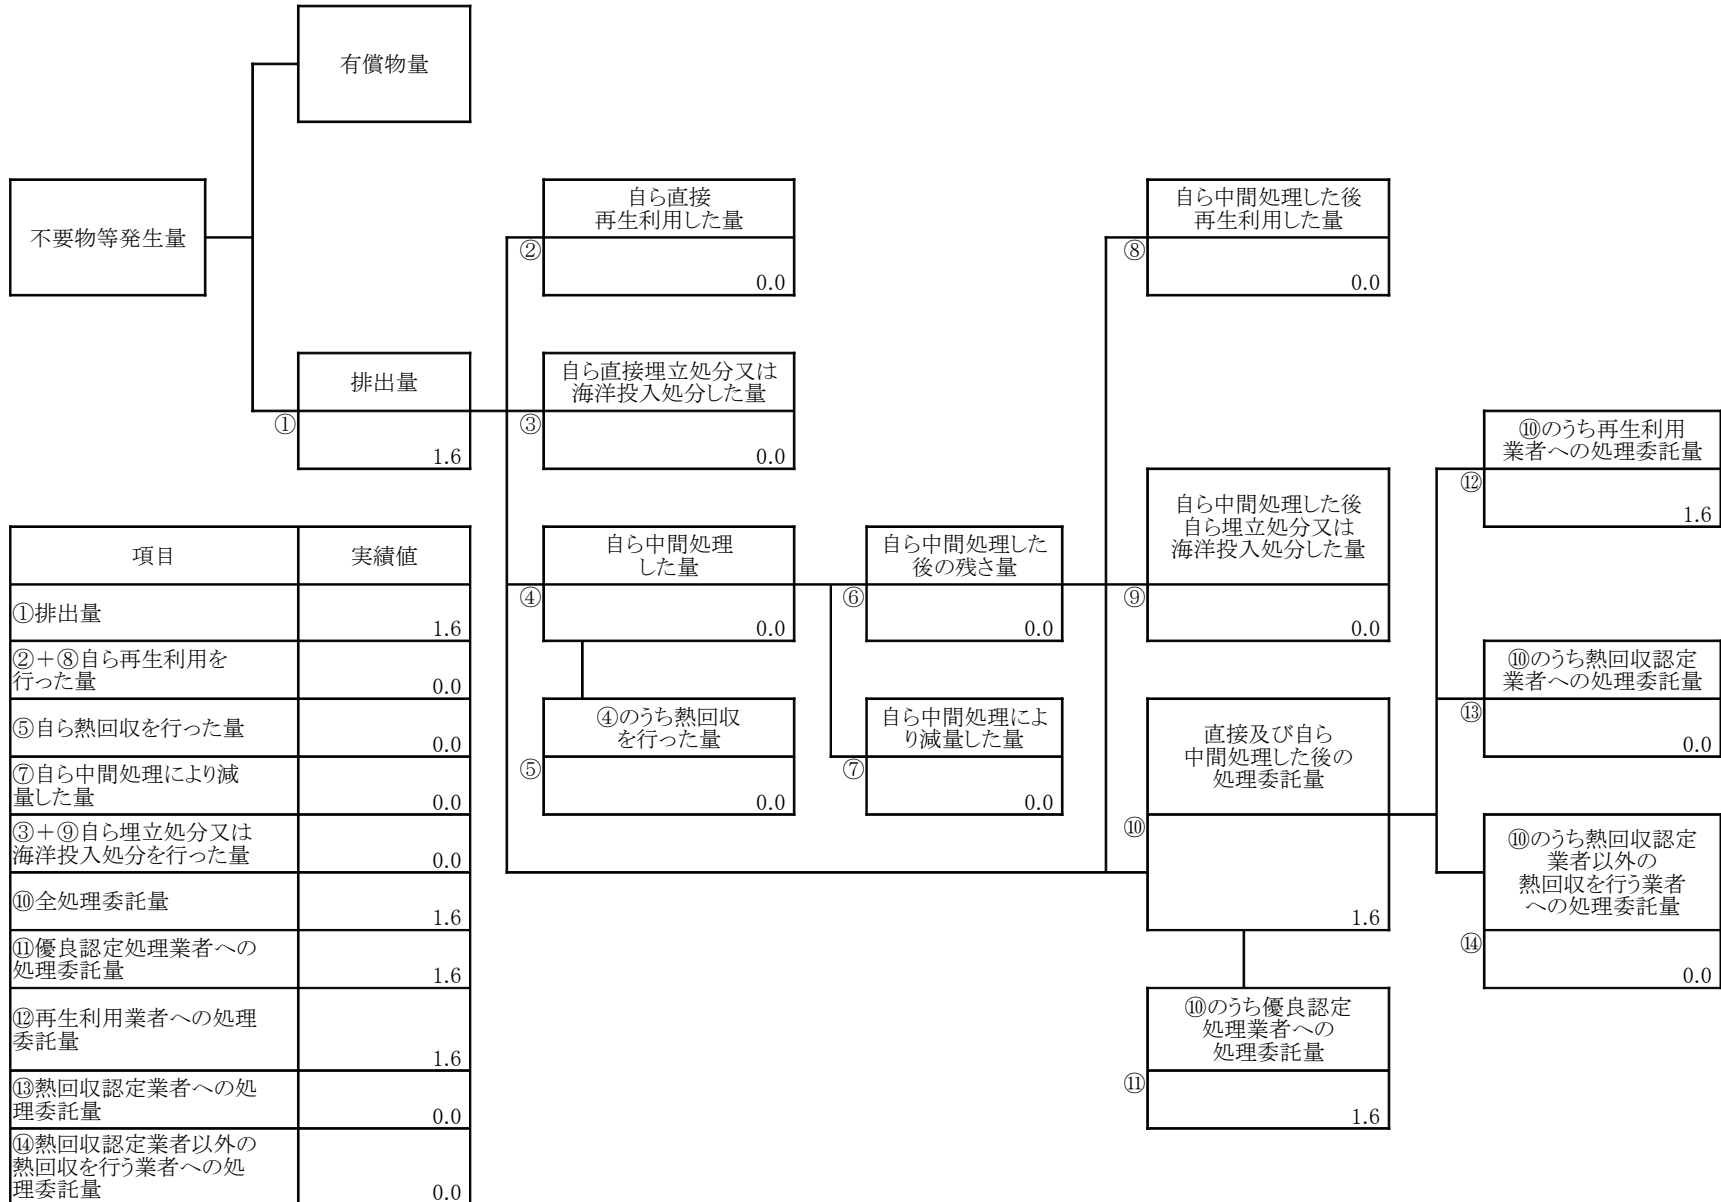 有償物量
不要物等発生量
自ら直接
再生利用した量
②
0.0
自ら中間処理した後
再生利用した量
⑧
0.0
排出量
①
1.6
自ら直接埋立処分又は
海洋投入処分した量
③
0.0
自ら中間処理
した量
④
0.0
自ら中間処理した
後の残さ量
⑥
0.0
自ら中間処理した後
自ら埋立処分又は
海洋投入処分した量
⑨
0.0
⑩のうち再生利用
業者への処理委託量
⑫
1.6
④のうち熱回収
を行った量
⑤
0.0
自ら中間処理によ
り減量した量
⑦
0.0
直接及び自ら
中間処理した後の
処理委託量
⑩
1.6
⑩のうち熱回収認定
業者への処理委託量
⑬
0.0
⑩のうち熱回収認定
業者以外の
熱回収を行う業者
への処理委託量
⑭
0.0
⑩のうち優良認定
処理業者への
処理委託量
⑪
1.6
項目 実績値
①排出量 1.6
②＋⑧自ら再生利用を
行った量 0.0
⑤自ら熱回収を行った量 0.0
⑦自ら中間処理により減
量した量 0.0
③＋⑨自ら埋立処分又は
海洋投入処分を行った量 0.0
⑩全処理委託量 1.6
⑪優良認定処理業者への
処理委託量 1.6
⑫再生利用業者への処理
委託量 1.6
⑬熱回収認定業者への処
理委託量 0.0
⑭熱回収認定業者以外の
熱回収を行う業者への処
理委託量 0.0